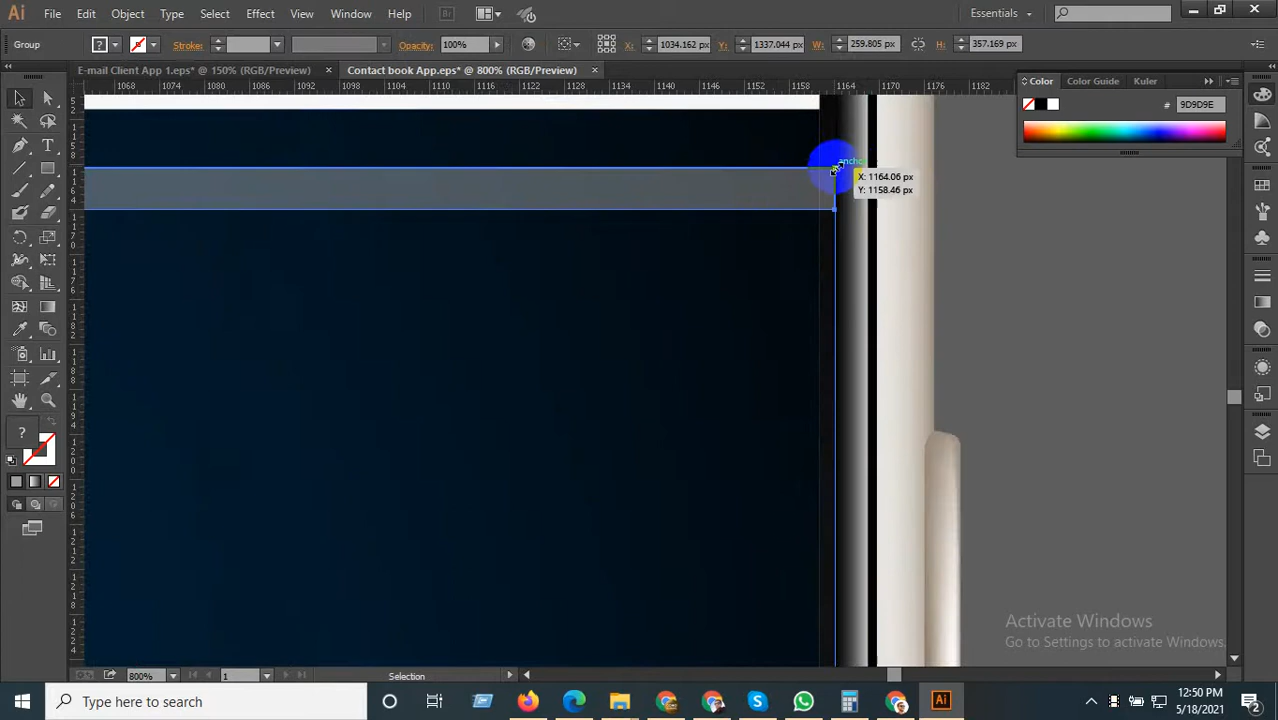 Ai File Edit Object Type Select Effect View Window Help Br Essentials
Group ? Stroke: Opacity: 100% X: 1034.162 px Y: 1337.044 px W: 259.805 px H: 357.169 px
E-mail Client App 1.eps* @ 150% (RGB/Preview) × Contact book App.eps* @ 800% (RGB/Preview) ×
Color Color Guide Kuler
1068 1074 1080 1086 1092 1098 1104 1110 1116 1122 1128 1134 1140 1146 1152 1158 1164 1170 1176 1182
# 9D9D9E
X: 1164.06 px
Y: 1158.46 px
?
Activate Windows
Go to Settings to activate Windows.
800% 1 Selection
Type here to search
Ai
12:50 PM
5/18/2021
2